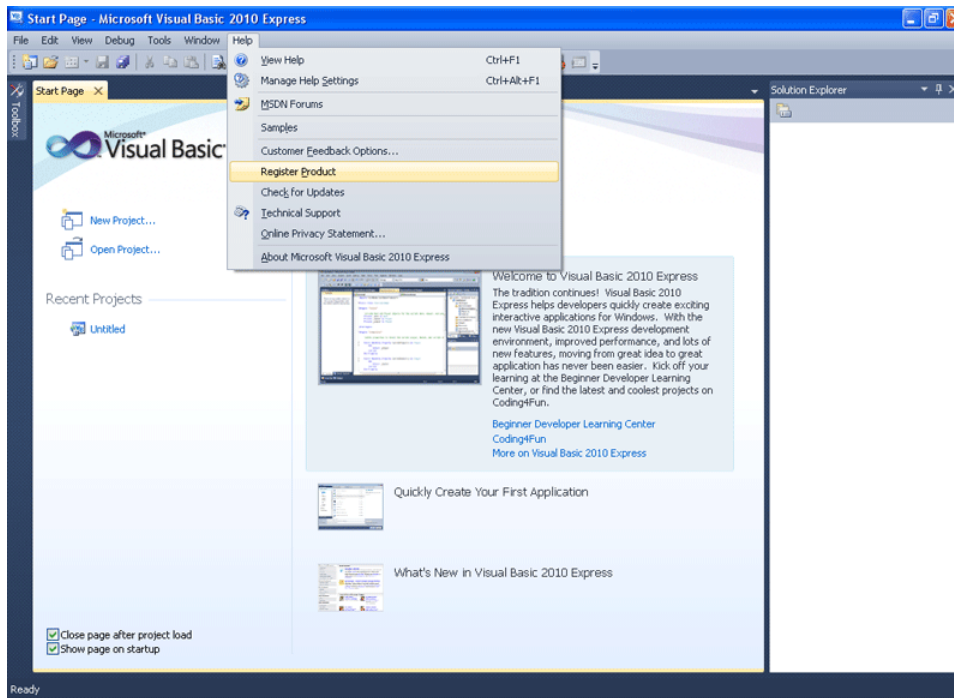 Start Page - Microsoft Visual Basic 2010 Express
File Edit View Debug Tools Window Help
View Help Ctrl+F1
Manage Help Settings Ctrl+Alt+F1
MSDN Forums
Samples
Customer Feedback Options...
Register Product
Check for Updates
Technical Support
Online Privacy Statement...
About Microsoft Visual Basic 2010 Express
Toolbox
Start Page
Microsoft®
Visual Basic
New Project...
Open Project...
Recent Projects
Untitled
Welcome to Visual Basic 2010 Express
The tradition continues! Visual Basic 2010
Express helps developers quickly create exciting
interactive applications for Windows. With the
new Visual Basic 2010 Express development
environment, improved performance, and lots of
new features, moving from great idea to great
application has never been easier. Kick off your
learning at the Beginner Developer Learning
Center, or find the latest and coolest projects on
Coding4Fun.
Beginner Developer Learning Center
Coding4Fun
More on Visual Basic 2010 Express
Quickly Create Your First Application
What's New in Visual Basic 2010 Express
Close page after project load
Show page on startup
Solution Explorer
Ready